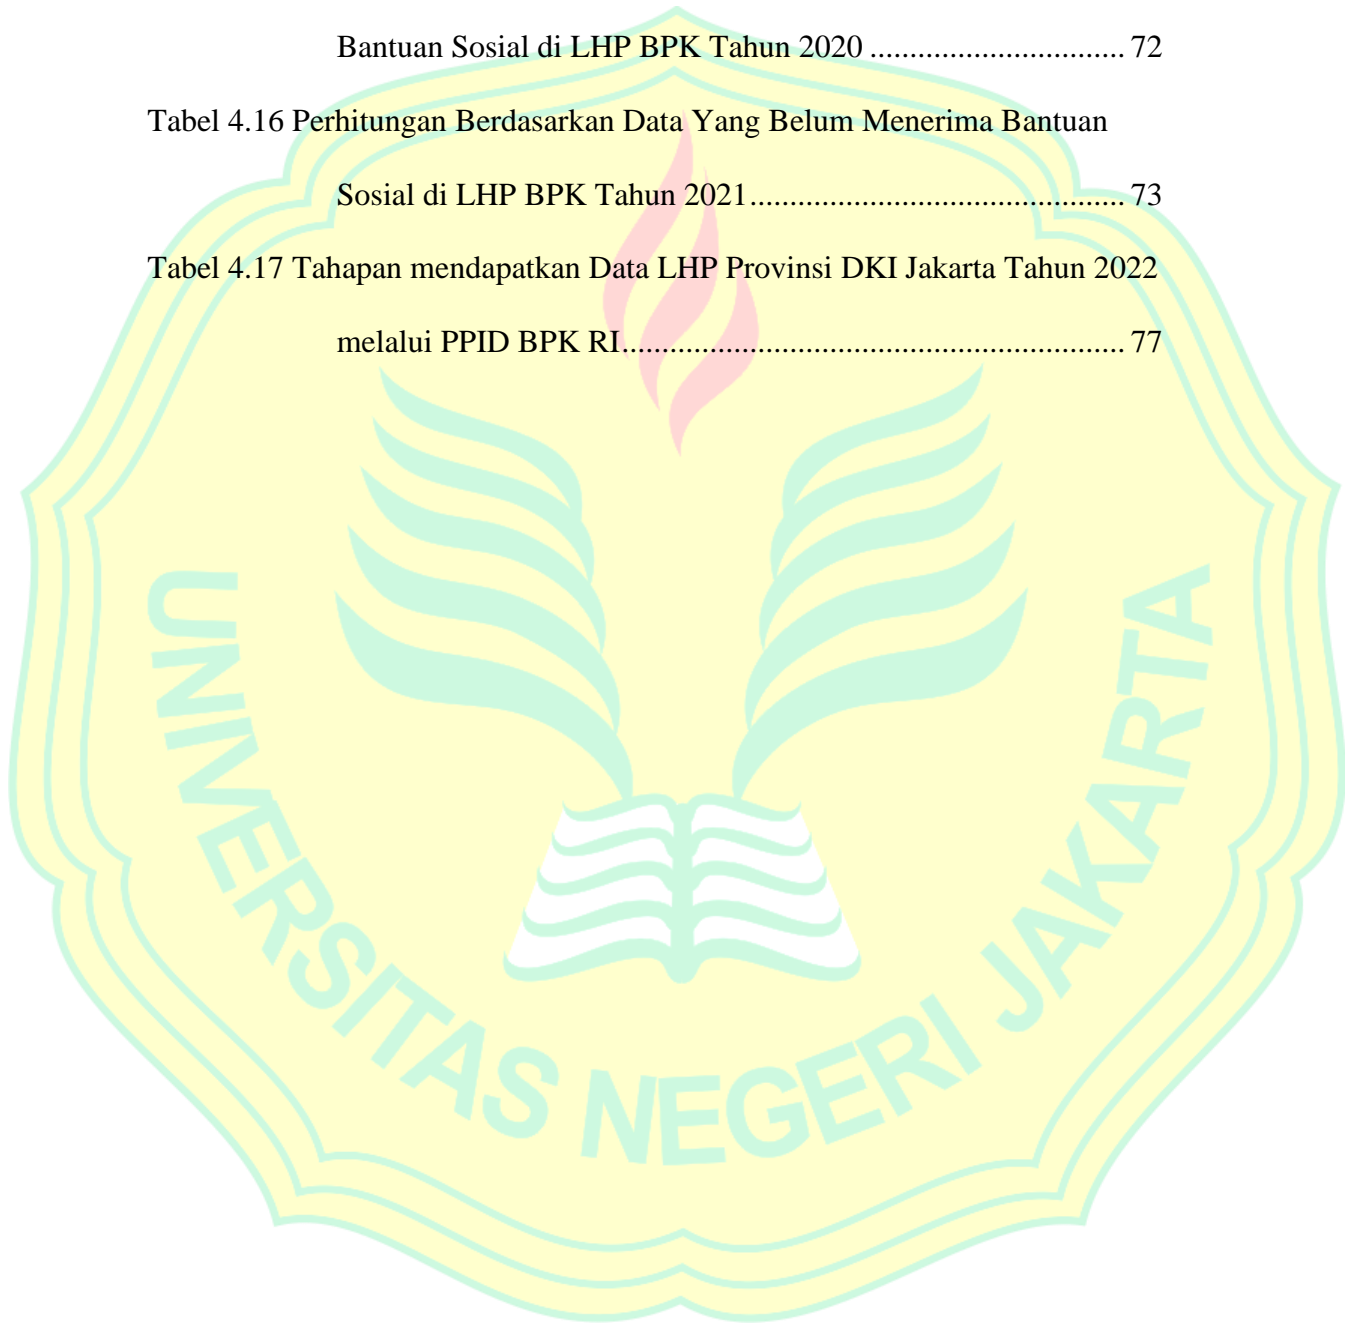 Bantuan Sosial di LHP BPK Tahun 2020 ................................ 72
Tabel 4.16 Perhitungan Berdasarkan Data Yang Belum Menerima Bantuan
Sosial di LHP BPK Tahun 2021 ............................................... 73
Tabel 4.17 Tahapan mendapatkan Data LHP Provinsi DKI Jakarta Tahun 2022
melalui PPID BPK RI ............................................................... 77
UNIVERSITAS NEGERI JAKARTA